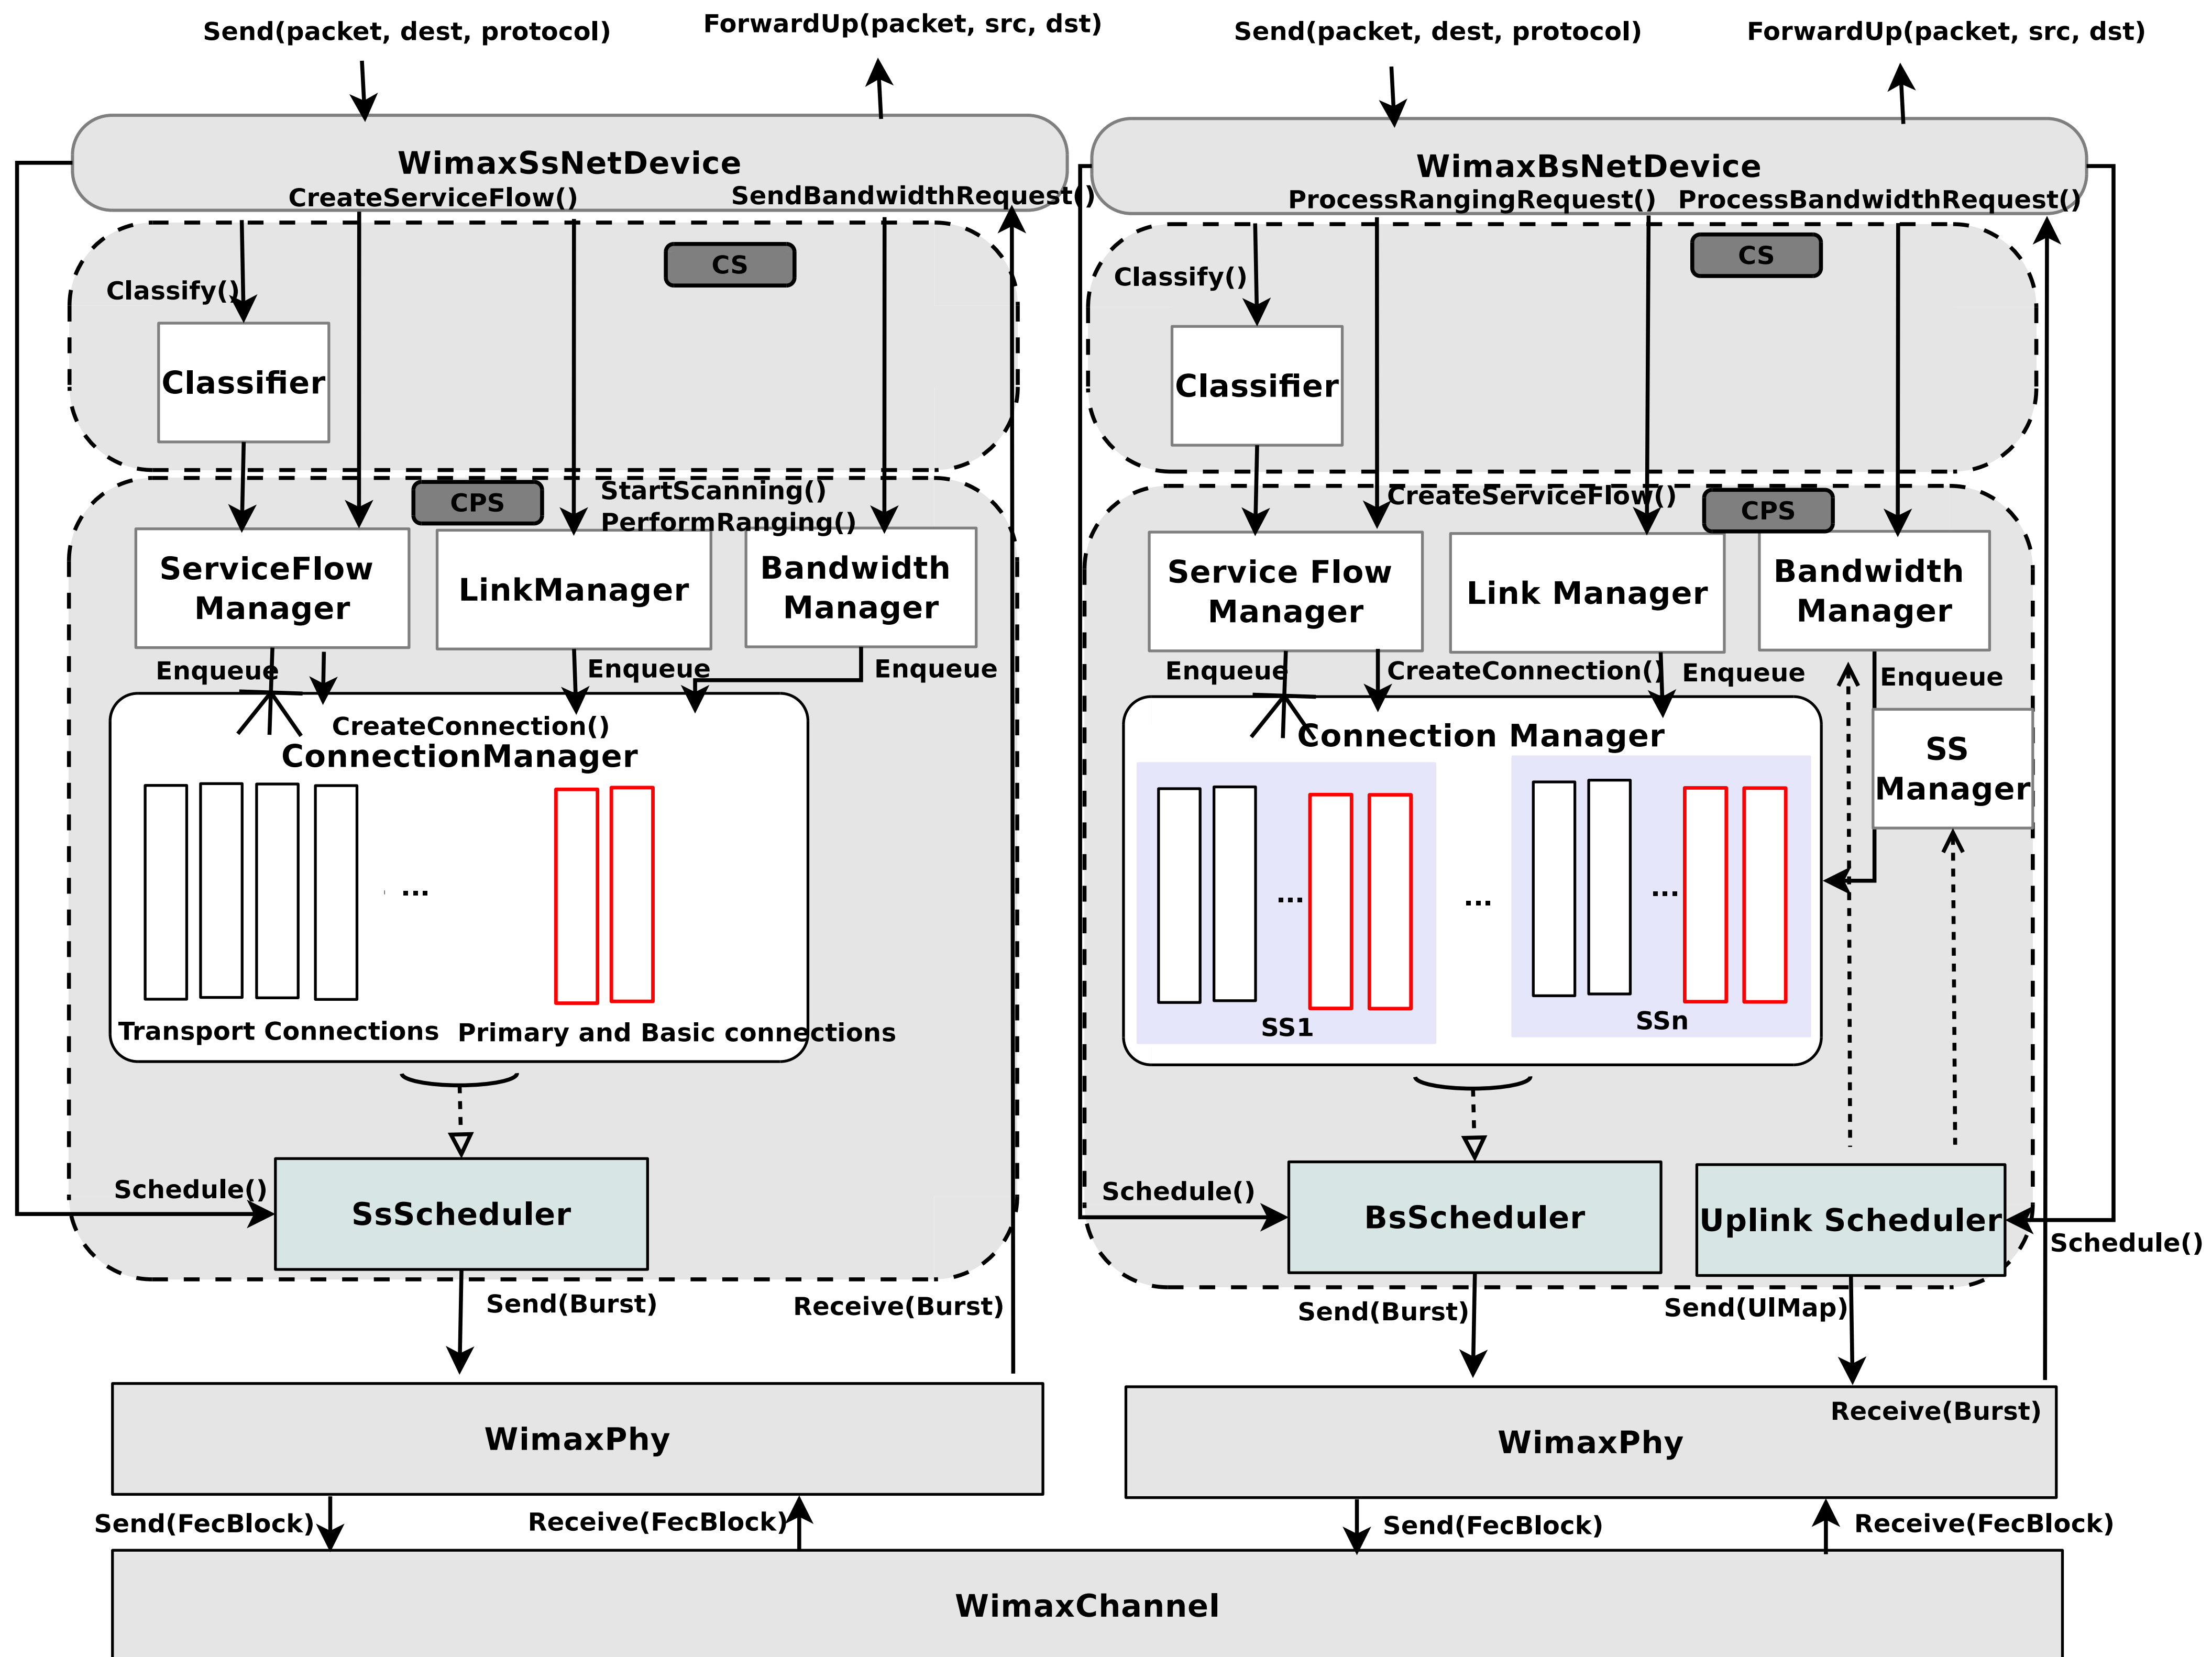 Send(packet, dest, protocol)
ForwardUp(packet, src, dst)
WimaxSsNetDevice
CreateServiceFlow()
SendBandwidthRequest()
CS
Classify()
Classifier
CPS
StartScanning()
PerformRanging()
ServiceFlow
Manager
LinkManager
Bandwidth
Manager
Enqueue
Enqueue
Enqueue
CreateConnection()
ConnectionManager
...
Transport Connections
Primary and Basic connections
Schedule()
SsScheduler
Send(Burst)
Receive(Burst)
WimaxPhy
Send(FecBlock)
Receive(FecBlock)
Send(packet, dest, protocol)
ForwardUp(packet, src, dst)
WimaxBsNetDevice
ProcessRangingRequest()
ProcessBandwidthRequest()
CS
Classify()
Classifier
CreateServiceFlow()
CPS
Service Flow
Manager
Link Manager
Bandwidth
Manager
Enqueue
CreateConnection()
Enqueue
Enqueue
Connection Manager
SS
Manager
...
...
...
SS1
SSn
Schedule()
BsScheduler
Uplink Scheduler
Schedule()
Send(Burst)
Send(UlMap)
Receive(Burst)
WimaxPhy
Send(FecBlock)
Receive(FecBlock)
WimaxChannel